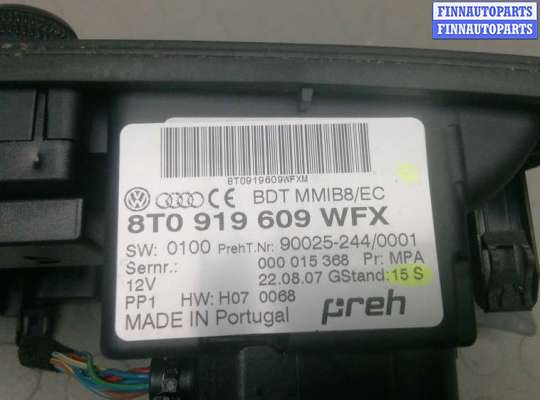 FINNAUTOPARTS
FINNAUTOPARTS
8T0919609WFXM
CE BDT MMIB8/EC
8T0 919 609 WFX
SW: 0100 PrehT.Nr: 90025-244/0001
Sernr.: 000 015 368 Pr: MPA
12V 22.08.07 GStand: 15 S
PP1 HW: H07 0068
MADE IN Portugal preh